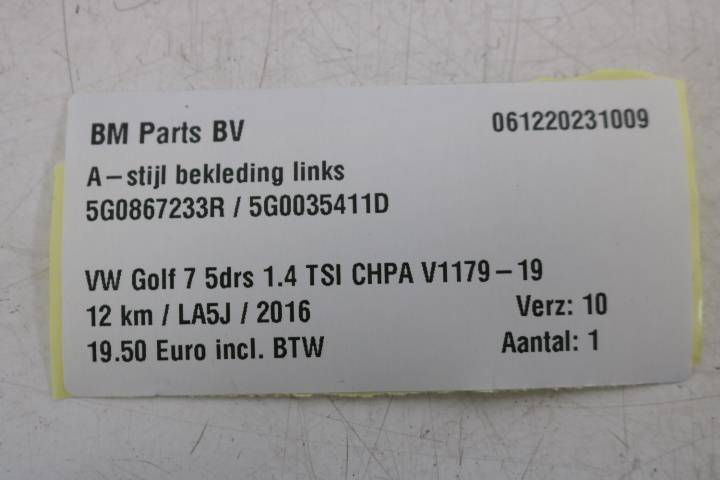 BM Parts BV 061220231009
A-stijl bekleding links
5G0867233R / 5G0035411D
VW Golf 7 5drs 1.4 TSI CHPA V1179-19
12 km / LA5J / 2016 Verz: 10
19.50 Euro incl. BTW Aantal: 1